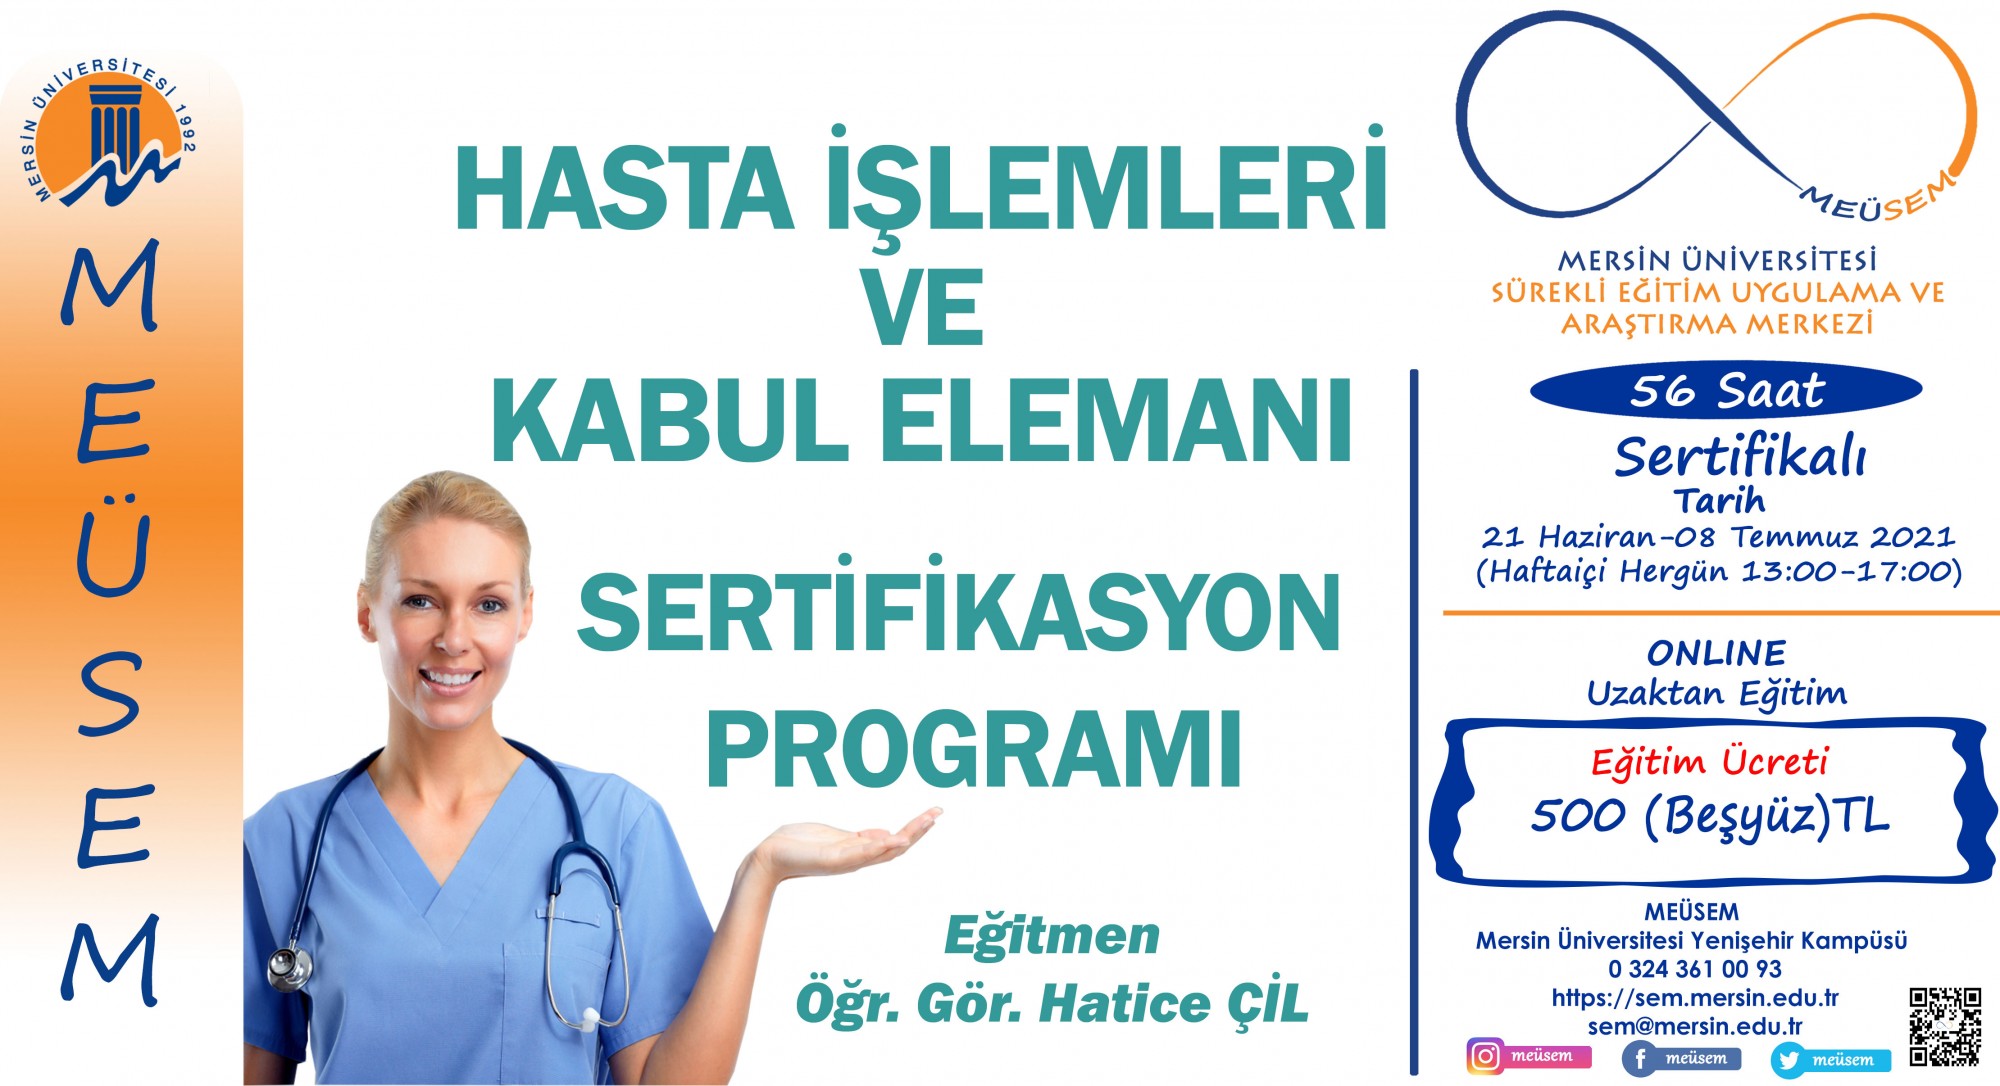 MERSİN ÜNİVERSİTESİ 1992
MEÜSEM
HASTA İŞLEMLERİ
VE
KABUL ELEMANI
SERTİFİKASYON
PROGRAMI
Eğitmen
Öğr. Gör. Hatice ÇİL
MEÜSEM
MERSİN ÜNİVERSİTESİ
SÜREKLİ EĞİTİM UYGULAMA VE
ARAŞTIRMA MERKEZİ
56 Saat
Sertifikalı
Tarih
21 Haziran-08 Temmuz 2021
(Haftaiçi Hergün 13:00-17:00)
ONLINE
Uzaktan Eğitim
Eğitim Ücreti
500 (Beşyüz)TL
MEÜSEM
Mersin Üniversitesi Yenişehir Kampüsü
0 324 361 00 93
https://sem.mersin.edu.tr
sem@mersin.edu.tr
meüsem
meüsem
meüsem